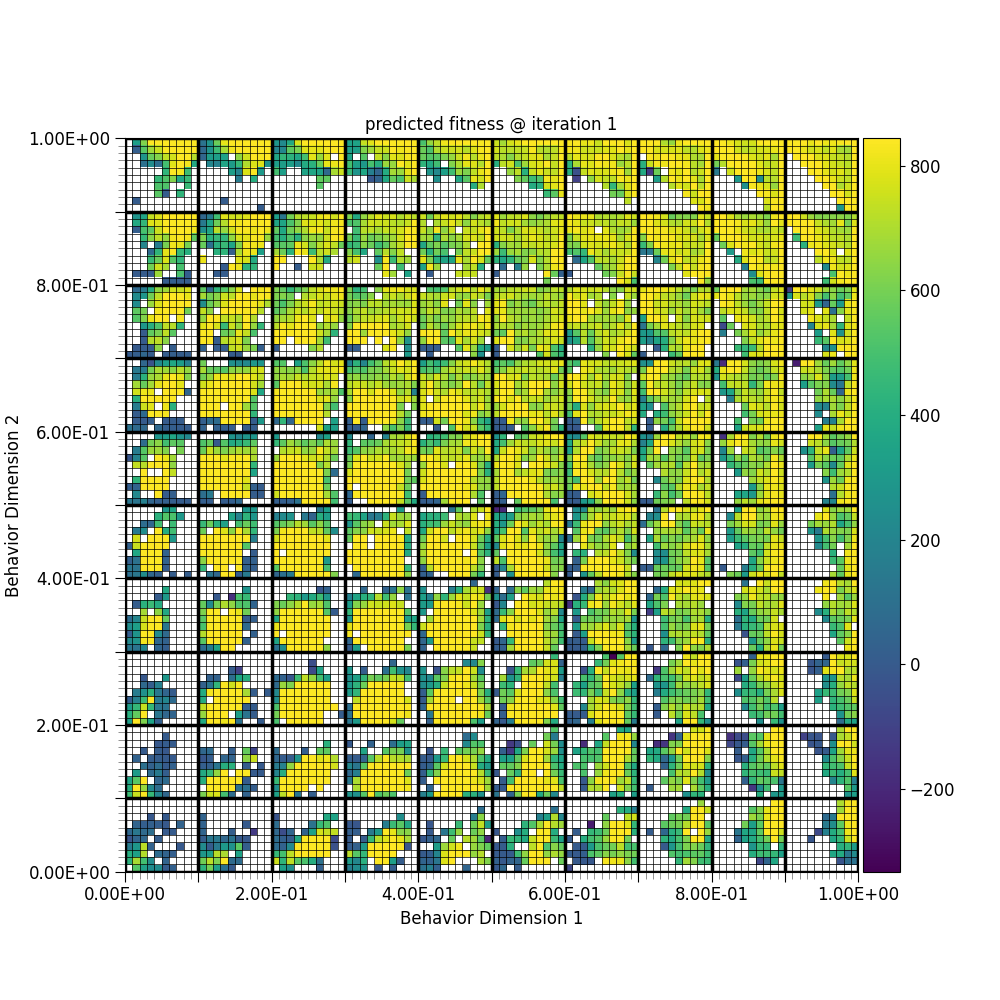 predicted fitness @ iteration 1
1.00E+00
8.00E-01
6.00E-01
4.00E-01
2.00E-01
0.00E+00
Behavior Dimension 2
0.00E+00 2.00E-01 4.00E-01 6.00E-01 8.00E-01 1.00E+00
Behavior Dimension 1
800
600
400
200
0
−200